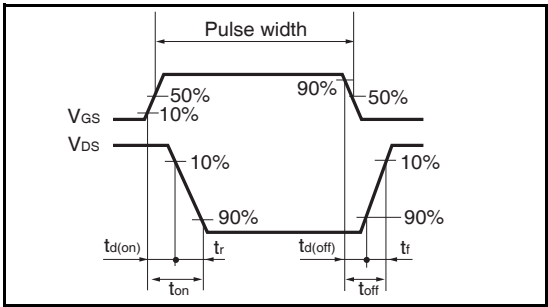 Pulse width
50%
90%
50%
VGS
10%
VDS
10%
10%
90%
90%
td(on)
tr
td(off)
tf
ton
toff